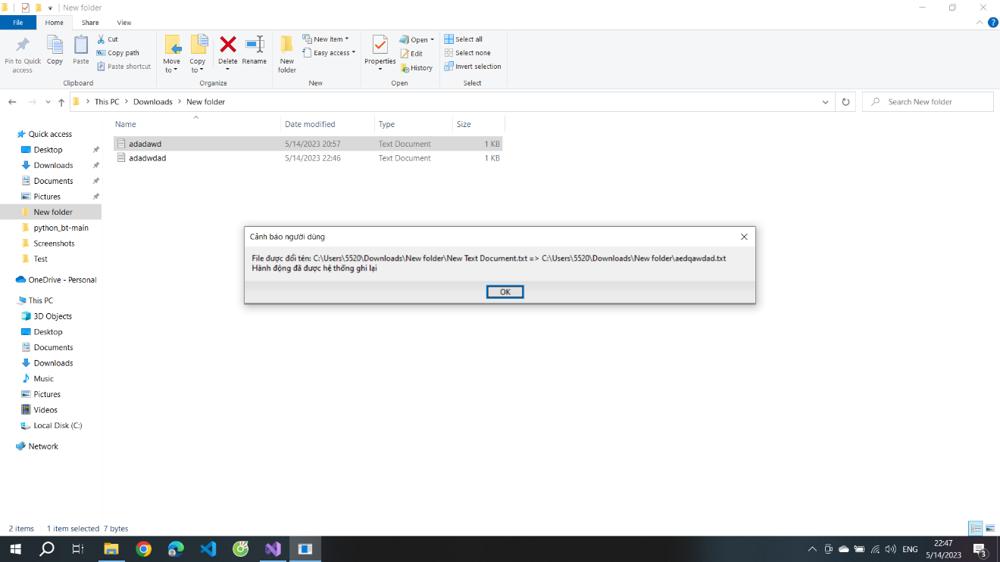 New folder
File Home Share View
Pin to Quick access
Copy
Paste
Cut
Copy path
Paste shortcut
Clipboard
Move to
Copy to
Delete
Rename
Organize
New folder
New item
Easy access
New
Properties
Open
Edit
History
Open
Select all
Select none
Invert selection
Select
This PC > Downloads > New folder
Search New folder
Name Date modified Type Size
adadawd 5/14/2023 20:57 Text Document 1 KB
adadwdad 5/14/2023 22:46 Text Document 1 KB
Quick access
Desktop
Downloads
Documents
Pictures
New folder
python_bt-main
Screenshots
Test
OneDrive - Personal
This PC
3D Objects
Desktop
Documents
Downloads
Music
Pictures
Videos
Local Disk (C:)
Network
Cảnh báo người dùng
File được đổi tên: C:\Users\5520\Downloads\New folder\New Text Document.txt => C:\Users\5520\Downloads\New folder\aedqawdad.txt
Hành động đã được hệ thống ghi lại
OK
2 items 1 item selected 7 bytes
ENG
22:47
5/14/2023
3